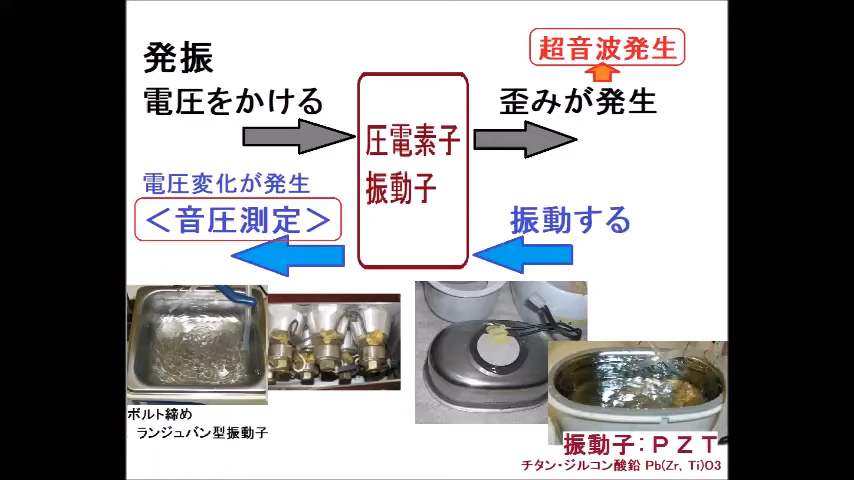 発振
電圧をかける
超音波発生
歪みが発生
圧電素子
振動子
電圧変化が発生
＜音圧測定＞
振動する
ボルト締め
ランジュバン型振動子
振動子：ＰＺＴ
チタン・ジルコン酸鉛 Pb(Zr, Ti)O3